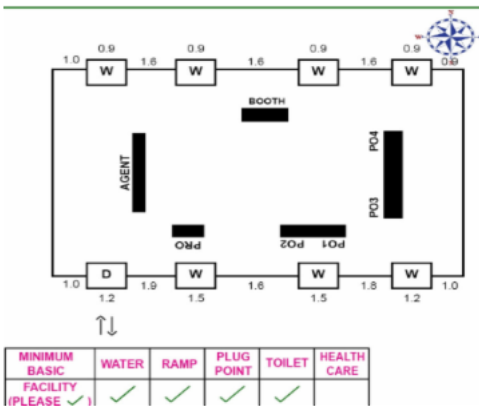 0.9 0.9 0.9 0.9
1.0 1.6 1.6 1.6 0.9
W W W W
BOOTH
AGENT
PO4
PO3
PRO
PO2 PO1
D W W W
1.0 1.9 1.6 1.8 1.0
1.2 1.5 1.5 1.2
MINIMUM BASIC FACILITY (PLEASE ✓)
WATER
RAMP
PLUG POINT
TOILET
HEALTH CARE
✓ ✓ ✓ ✓